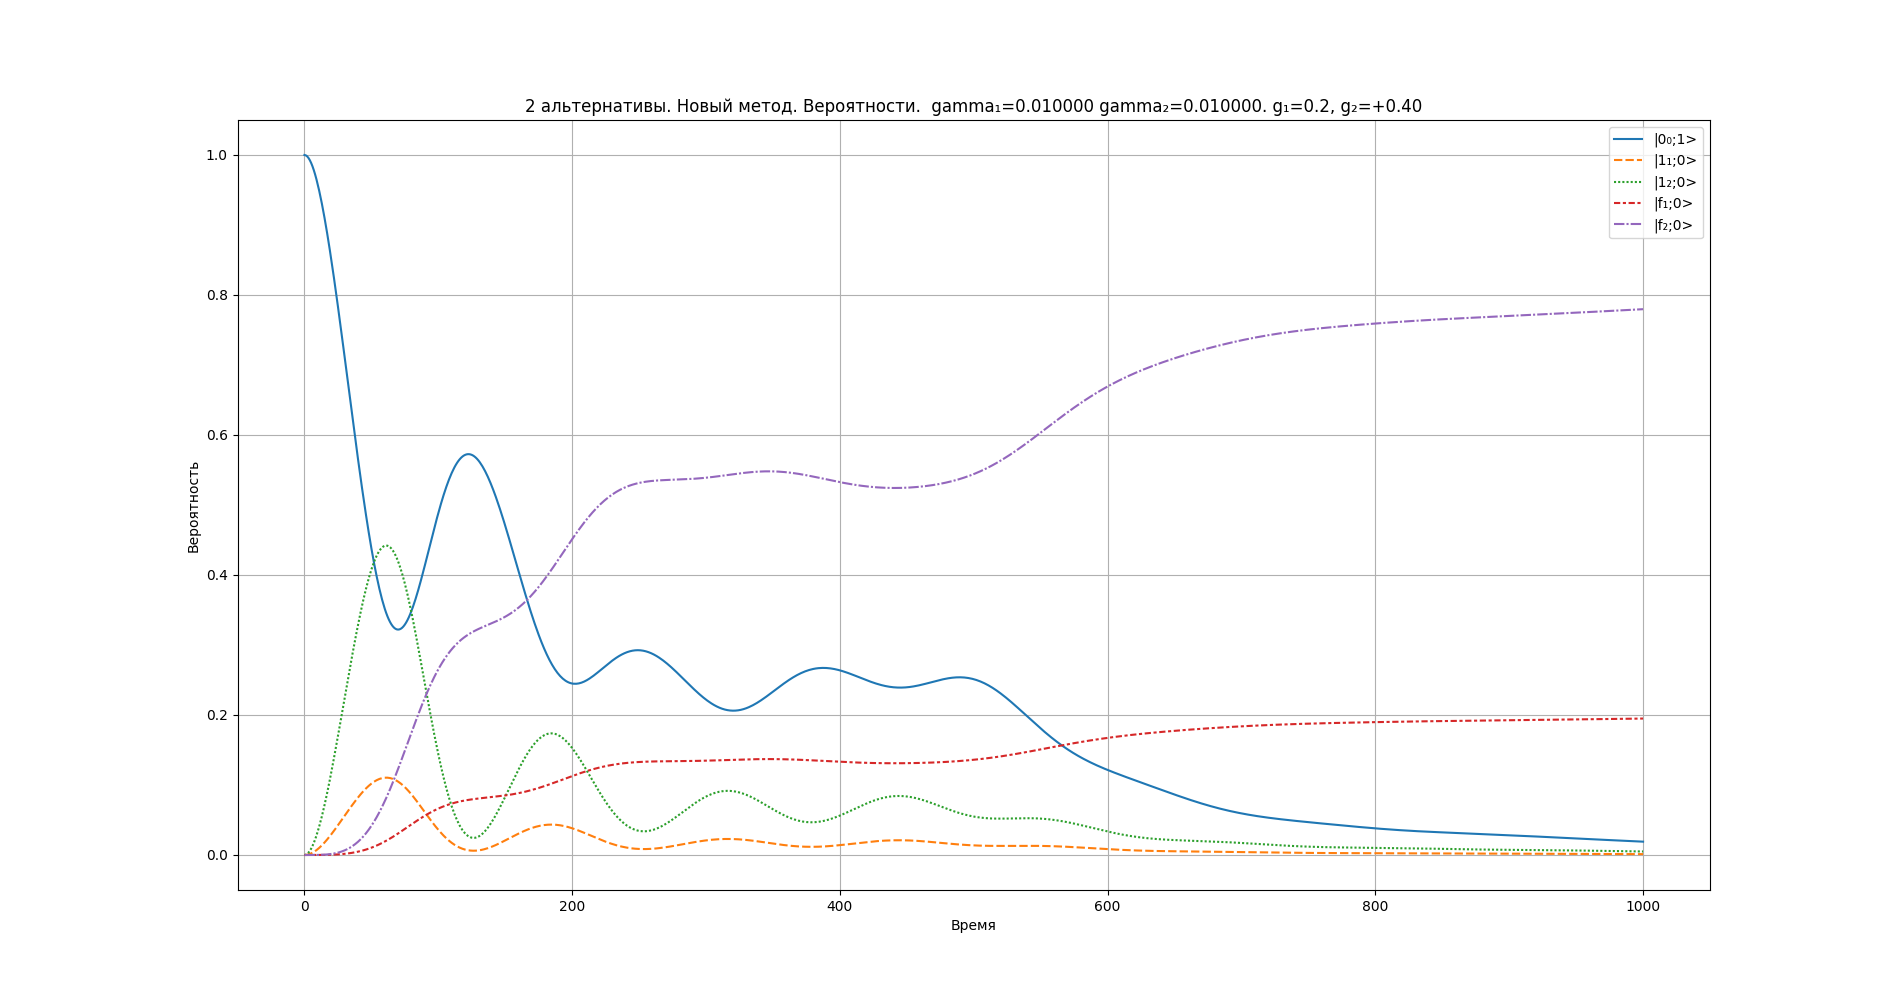 2 альтернативы. Новый метод. Вероятности.  gamma₁=0.010000 gamma₂=0.010000. g₁=0.2, g₂=+0.40
|0₀;1>
|1₁;0>
|1₂;0>
|f₁;0>
|f₂;0>
1.0
0.8
0.6
0.4
0.2
0.0
Вероятность
0 200 400 600 800 1000
Время